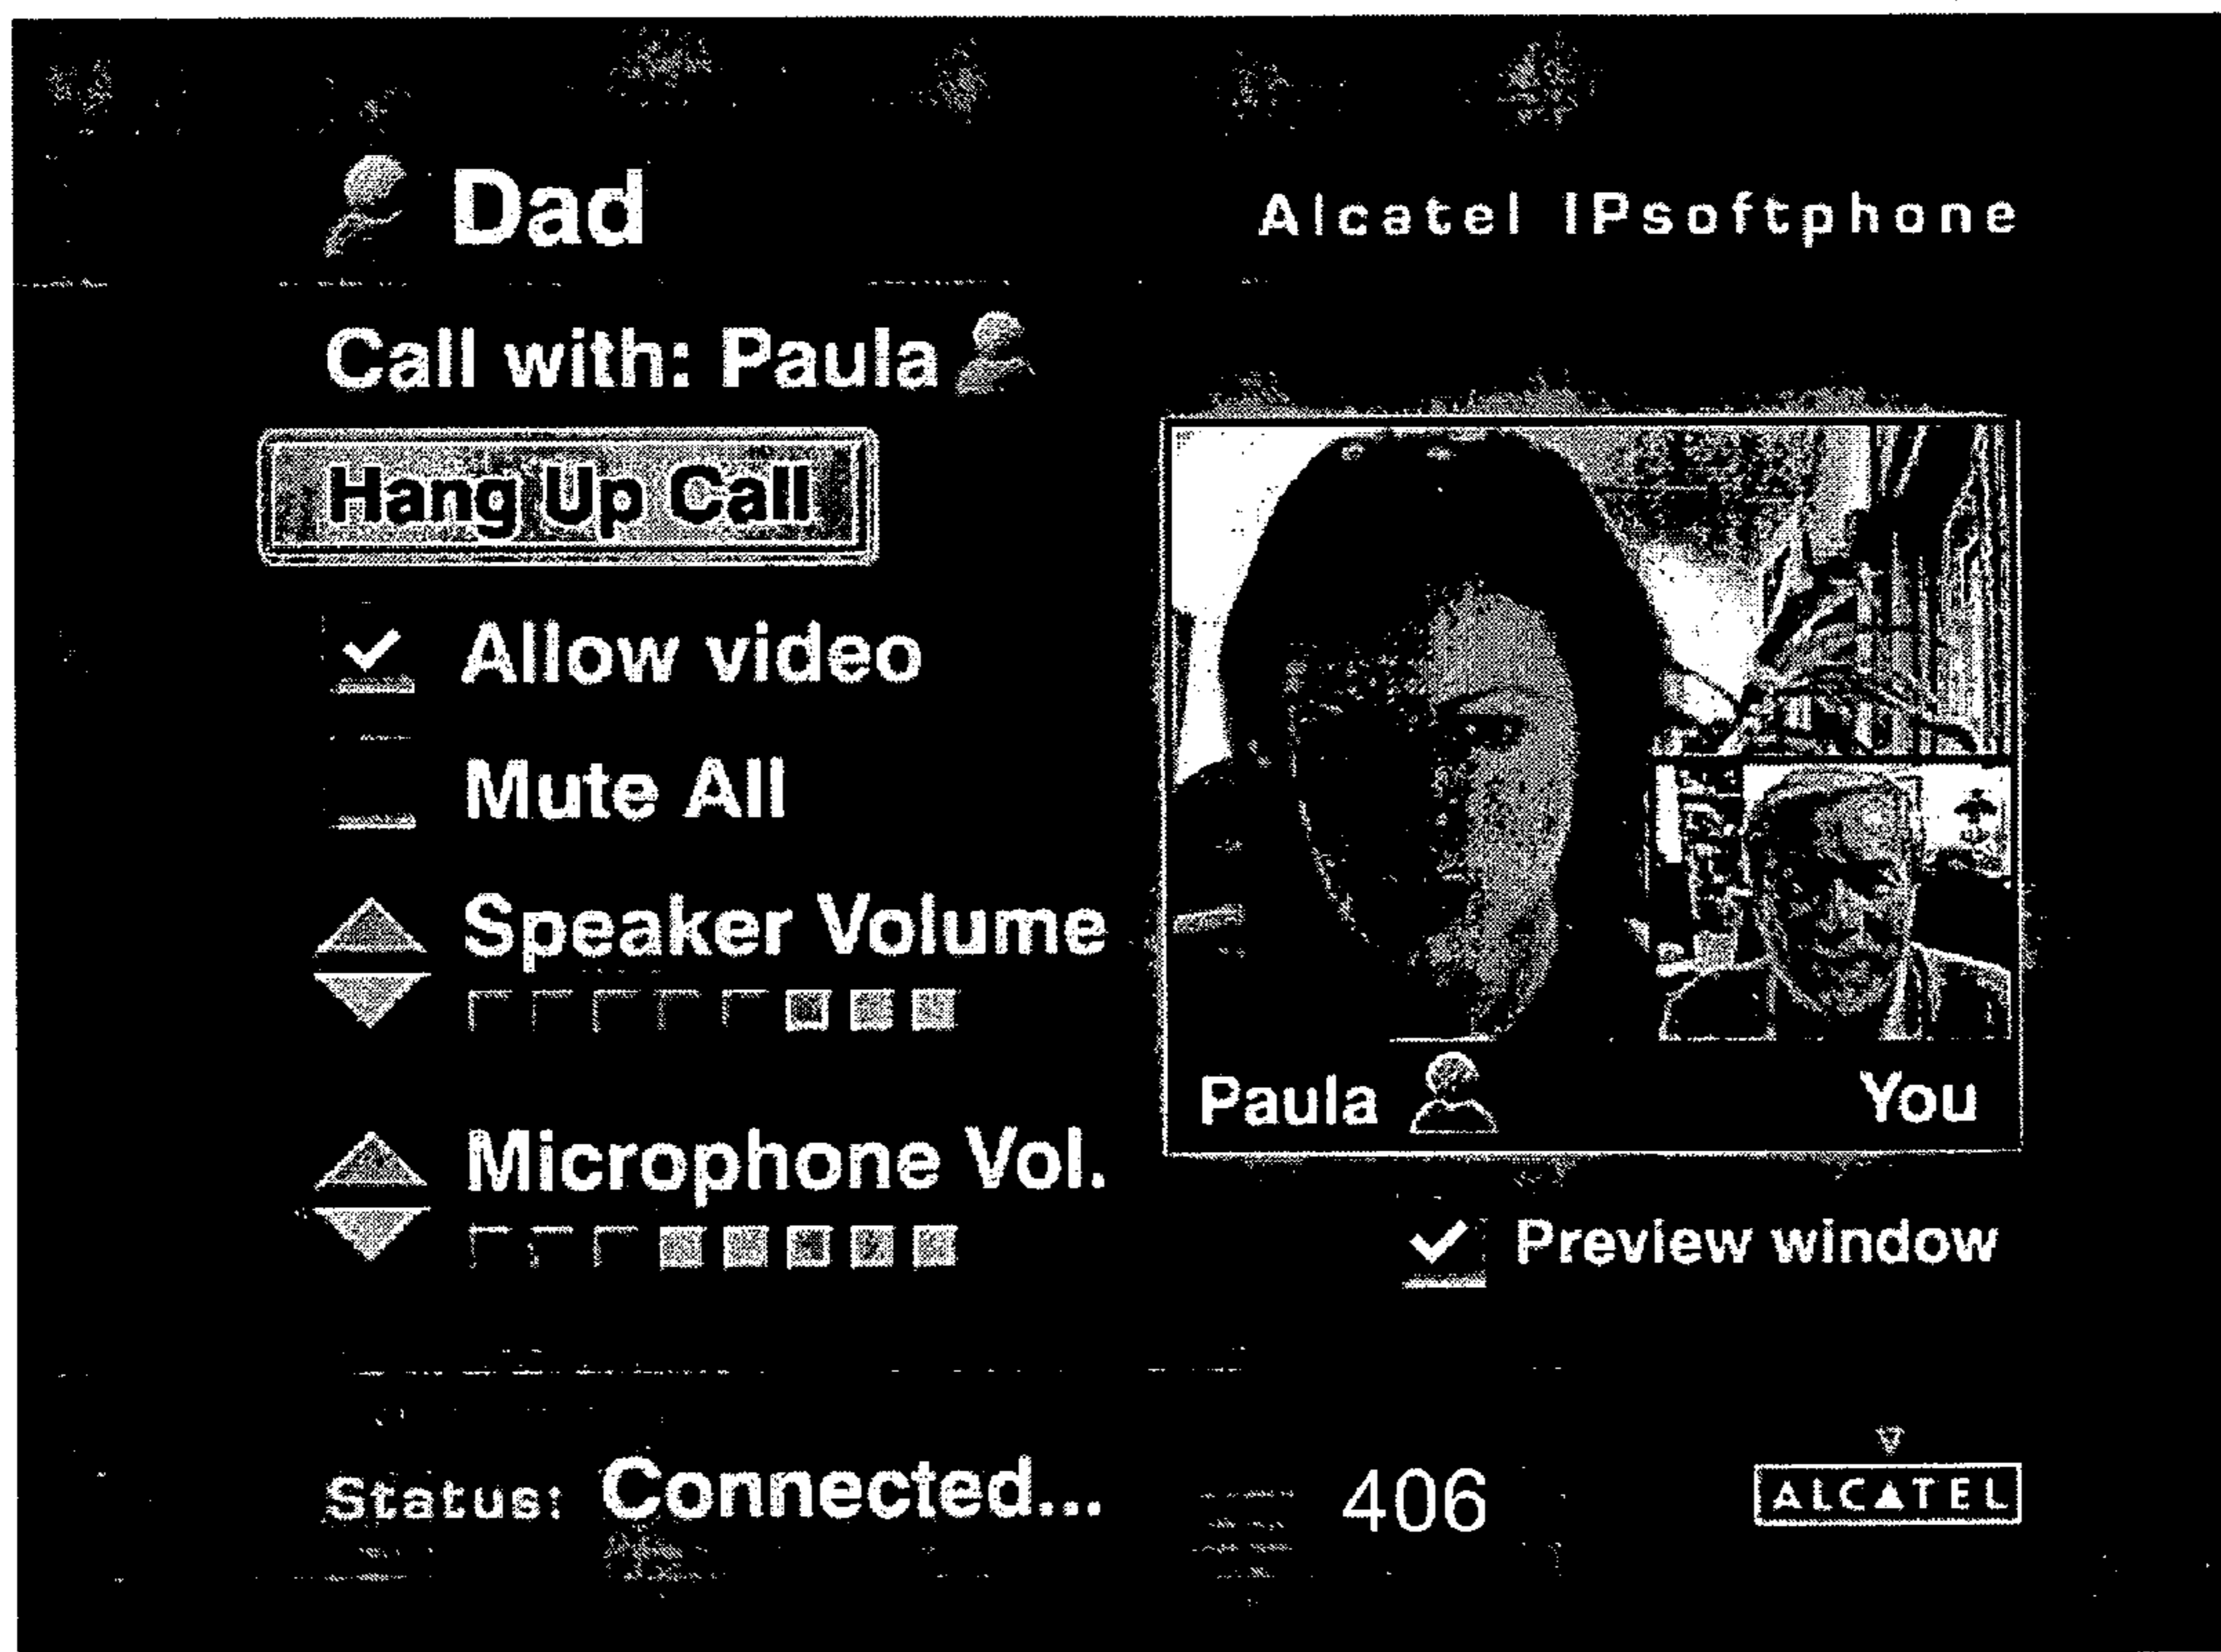 Dad
Alcatel IPsoftphone
Call with: Paula
Hang Up Call
Allow video
Mute All
Speaker Volume
Microphone Vol.
Paula
You
Preview window
Status: Connected...
406
ALCATEL